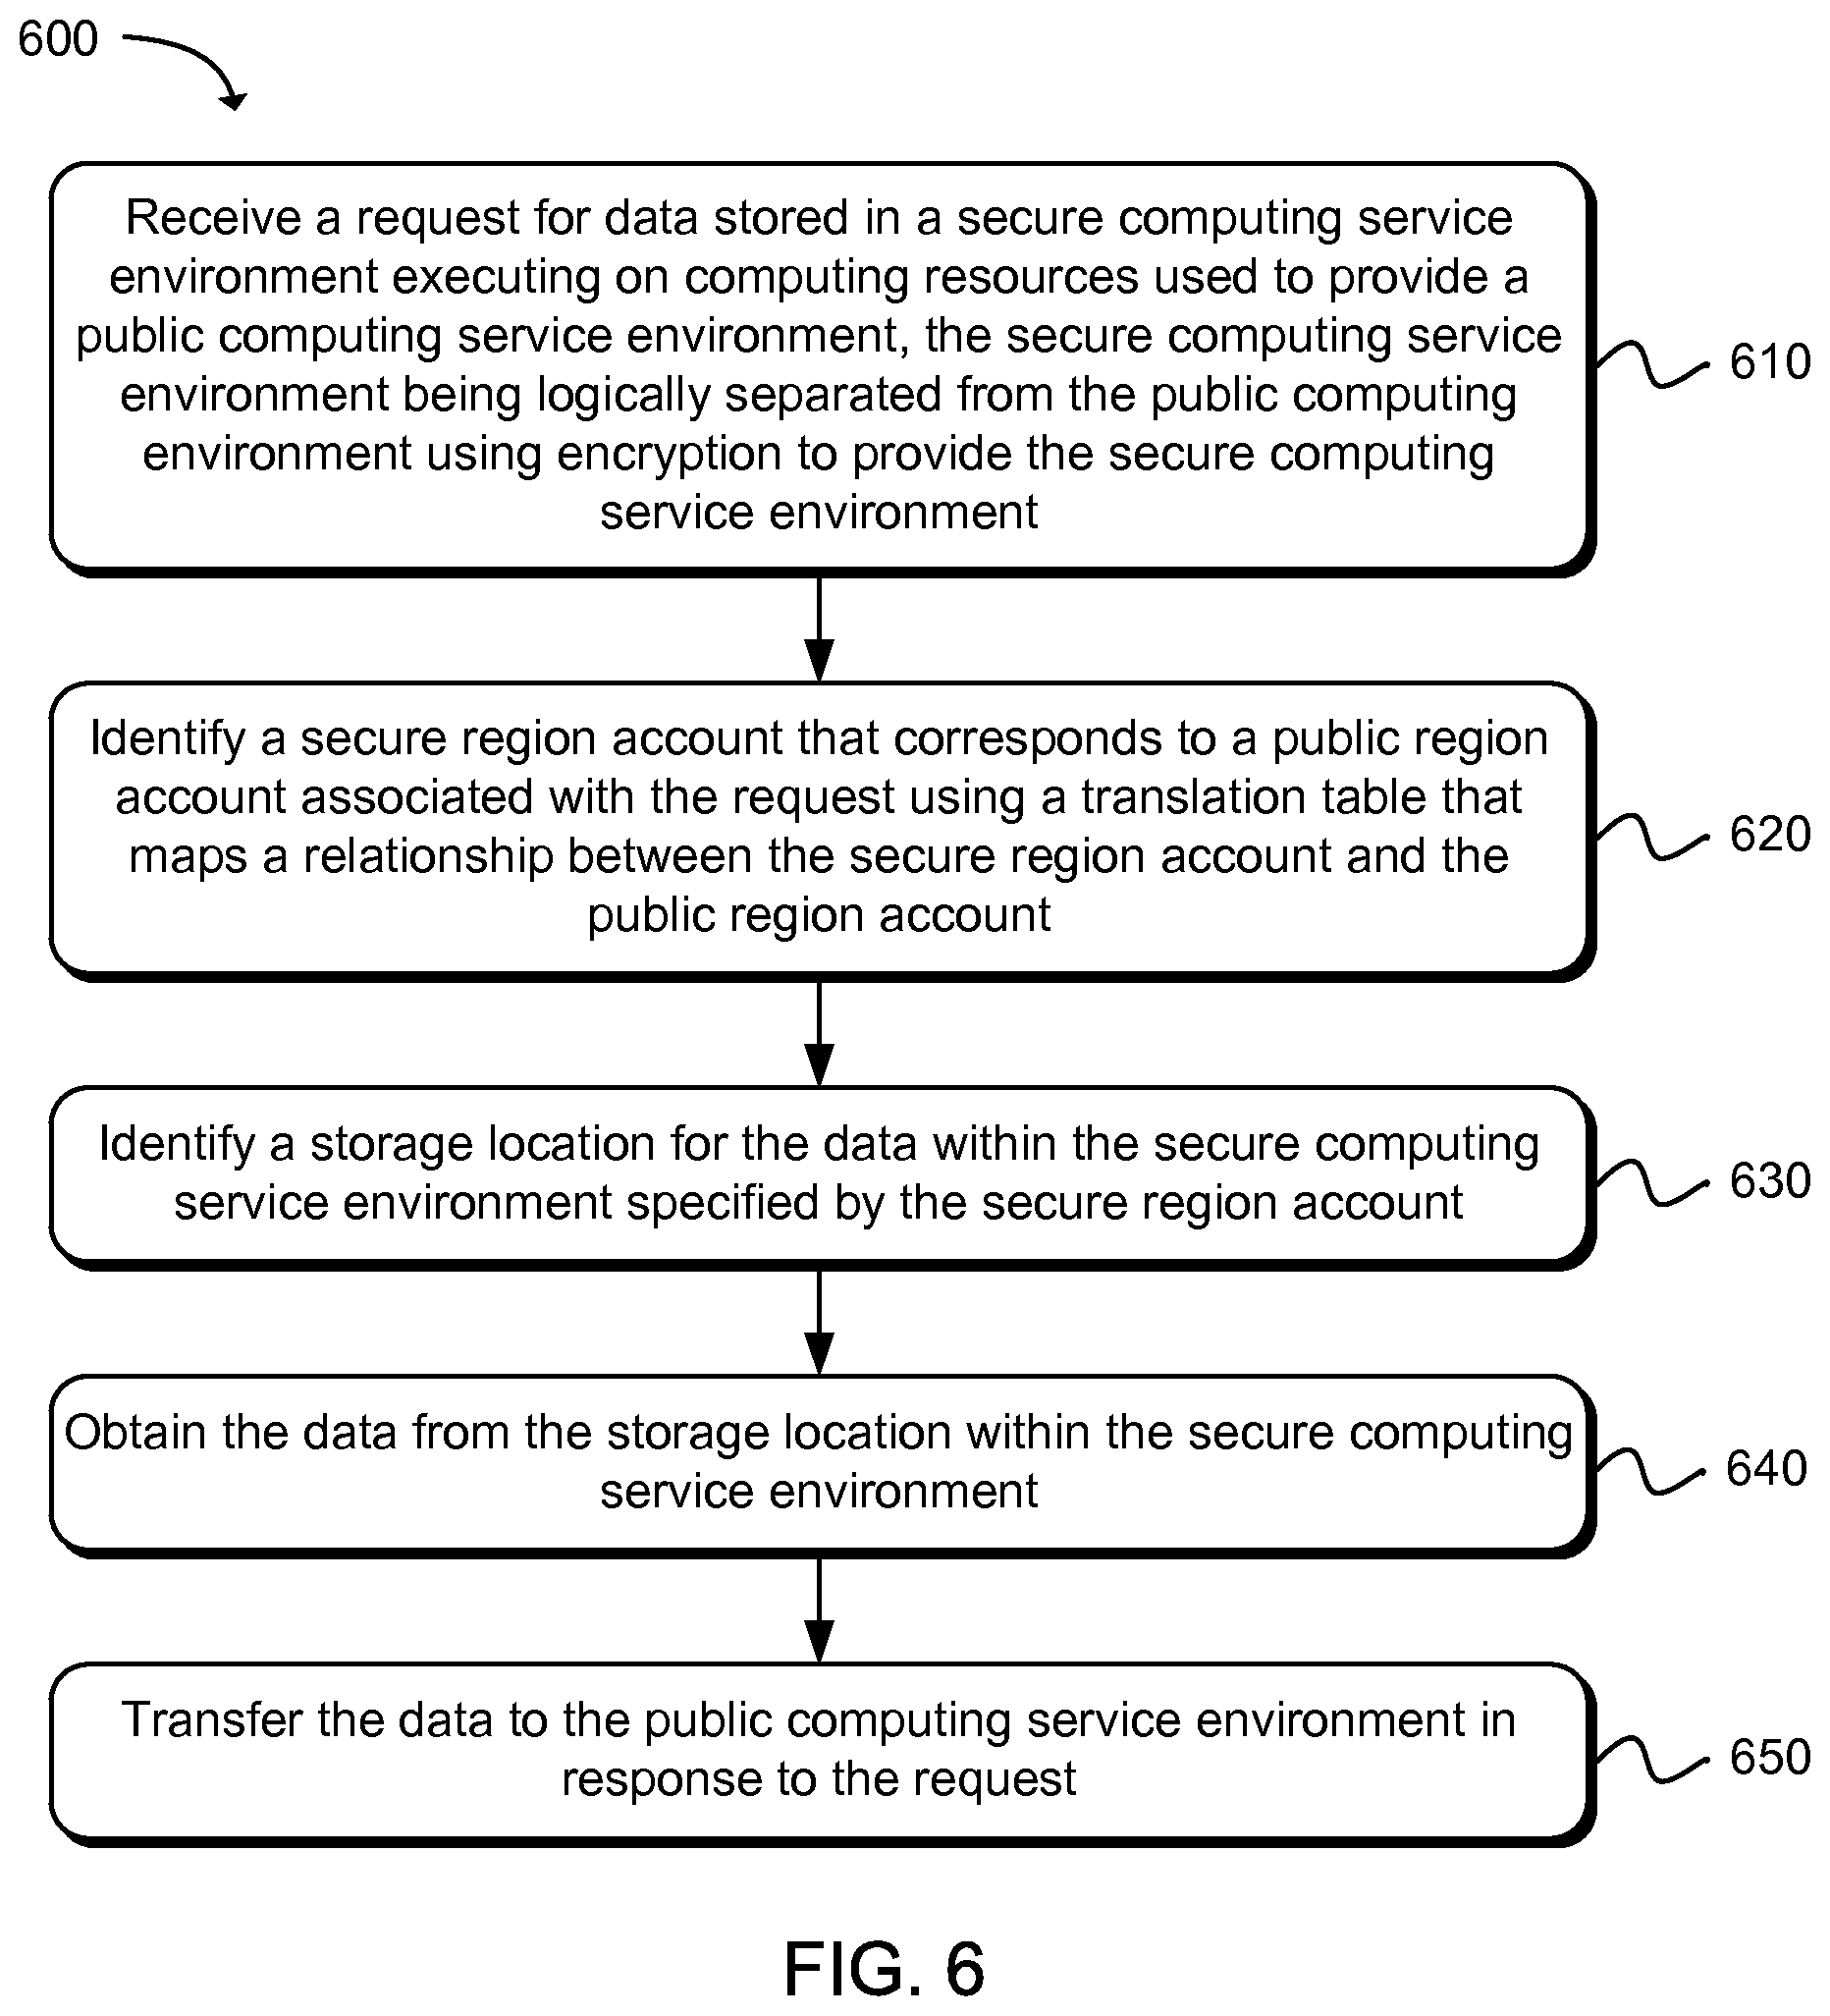 600
Receive a request for data stored in a secure computing service
environment executing on computing resources used to provide a
public computing service environment, the secure computing service
environment being logically separated from the public computing
environment using encryption to provide the secure computing
service environment
610
Identify a secure region account that corresponds to a public region
account associated with the request using a translation table that
maps a relationship between the secure region account and the
public region account
620
Identify a storage location for the data within the secure computing
service environment specified by the secure region account
630
Obtain the data from the storage location within the secure computing
service environment
640
Transfer the data to the public computing service environment in
response to the request
650
FIG. 6